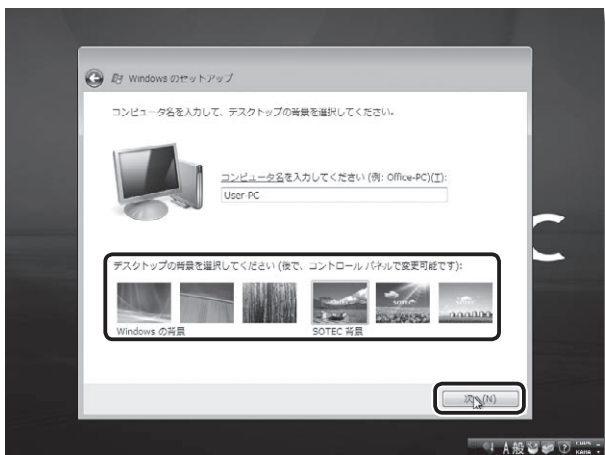 Windows のセットアップ
コンピュータ名を入力して、デスクトップの背景を選択してください。
コンピュータ名を入力してください (例: Office-PC)(T):
User-PC
デスクトップの背景を選択してください (後で、コントロール パネルで変更可能です):
Windows の背景
SOTEC 背景
次へ(N)
A 般
CAPS
KANA